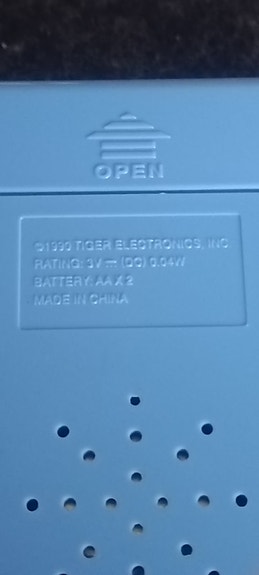 OPEN
©1990 TIGER ELECTRONICS, INC
RATING: 3V ⎓ (DC) 0.04W
BATTERY: AA X 2
MADE IN CHINA